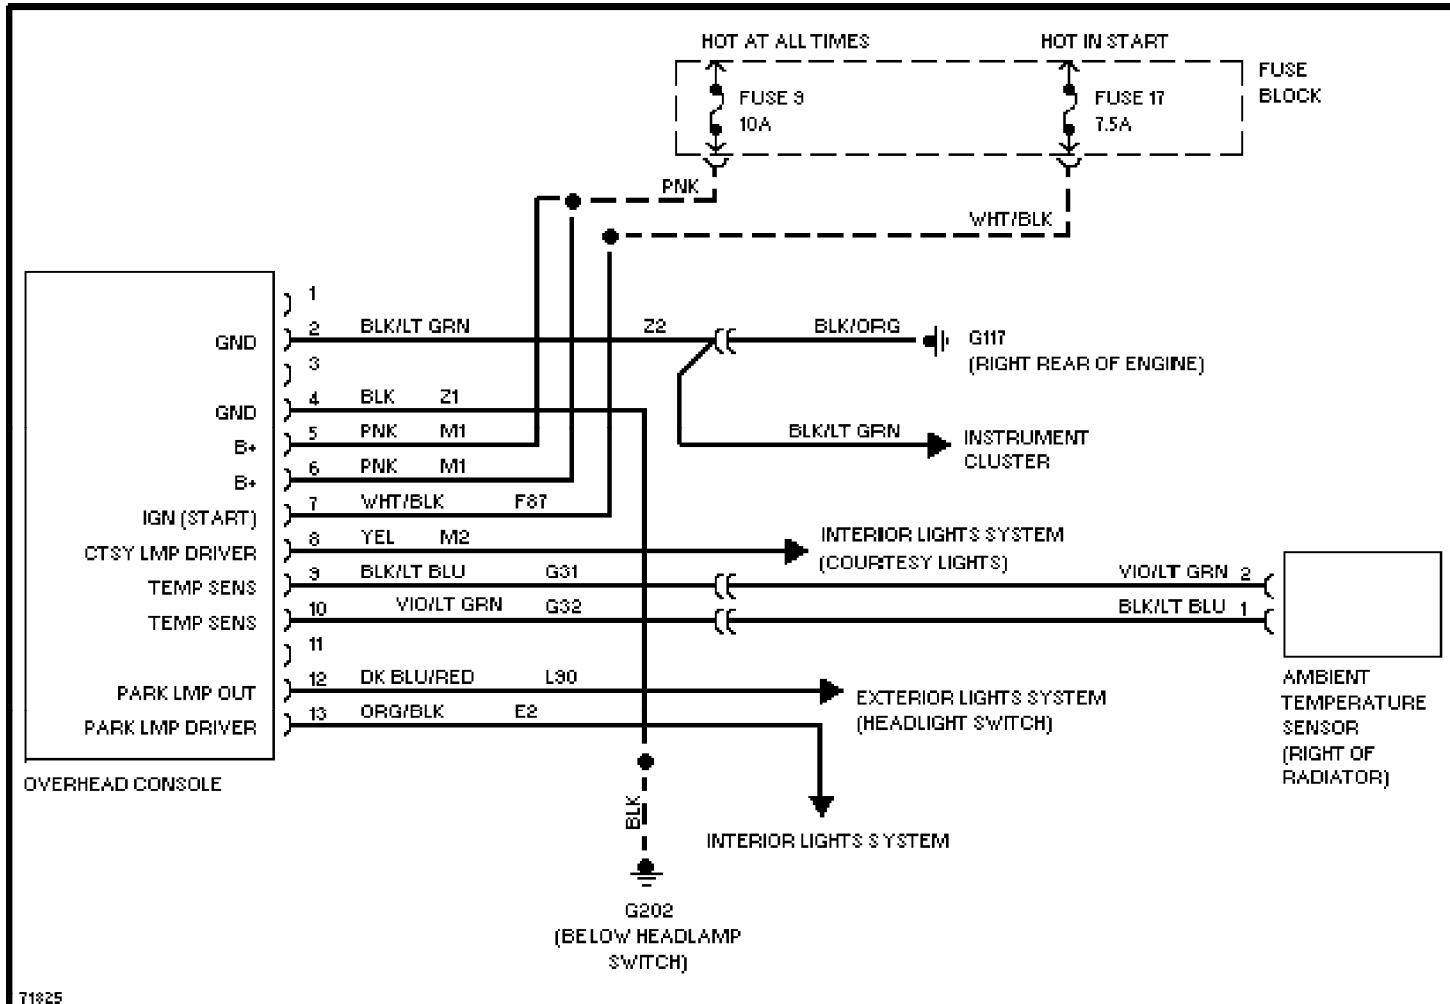 HOT AT ALL TIMES
HOT IN START
FUSE
BLOCK
FUSE 9
10A
FUSE 17
7.5A
PNK
WHT/BLK
1
GND
2
BLK/LT GRN
Z2
BLK/ORG
G117
(RIGHT REAR OF ENGINE)
3
GND
4
BLK
Z1
B+
5
PNK
M1
BLK/LT GRN
INSTRUMENT
CLUSTER
B+
6
PNK
M1
IGN (START)
7
WHT/BLK
F87
CTSY LMP DRIVER
8
YEL
M2
INTERIOR LIGHTS SYSTEM
(COURTESY LIGHTS)
TEMP SENS
9
BLK/LT BLU
G31
VIO/LT GRN
2
TEMP SENS
10
VIO/LT GRN
G32
BLK/LT BLU
1
11
PARK LMP OUT
12
DK BLU/RED
L90
EXTERIOR LIGHTS SYSTEM
(HEADLIGHT SWITCH)
PARK LMP DRIVER
13
ORG/BLK
E2
AMBIENT
TEMPERATURE
SENSOR
(RIGHT OF
RADIATOR)
OVERHEAD CONSOLE
BLK
INTERIOR LIGHTS SYSTEM
G202
(BELOW HEADLAMP
SWITCH)
71825